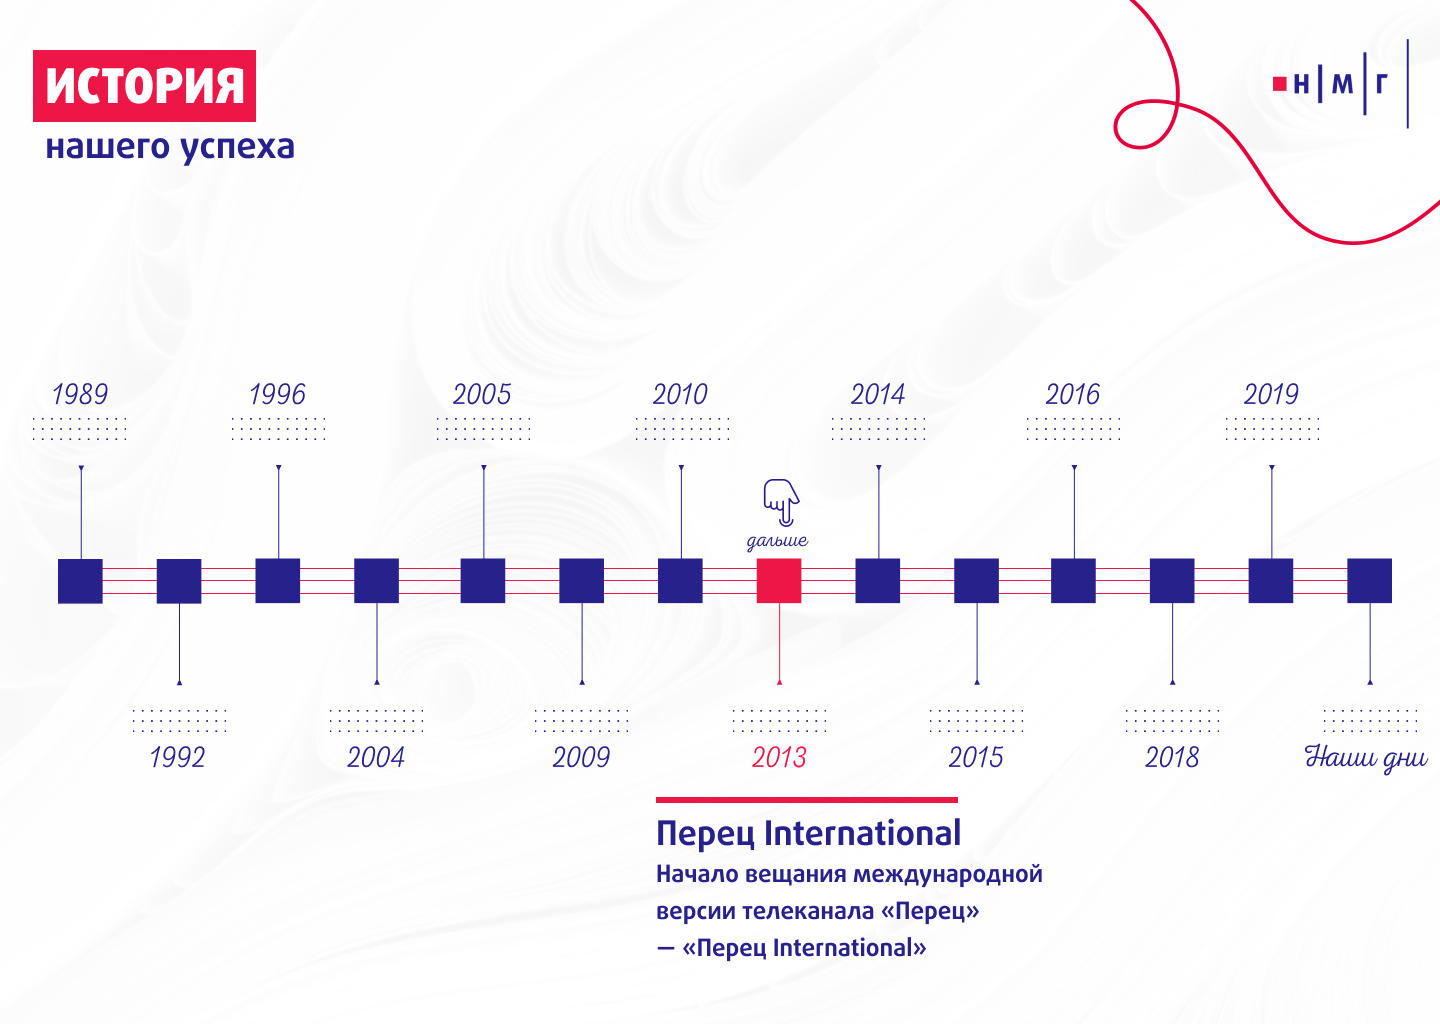 ИСТОРИЯ
нашего успеха
Н М Г
1989
1996
2005
2010
2014
2016
2019
дальше
1992
2004
2009
2013
2015
2018
Наши дни
Перец International
Начало вещания международной
версии телеканала «Перец»
— «Перец International»